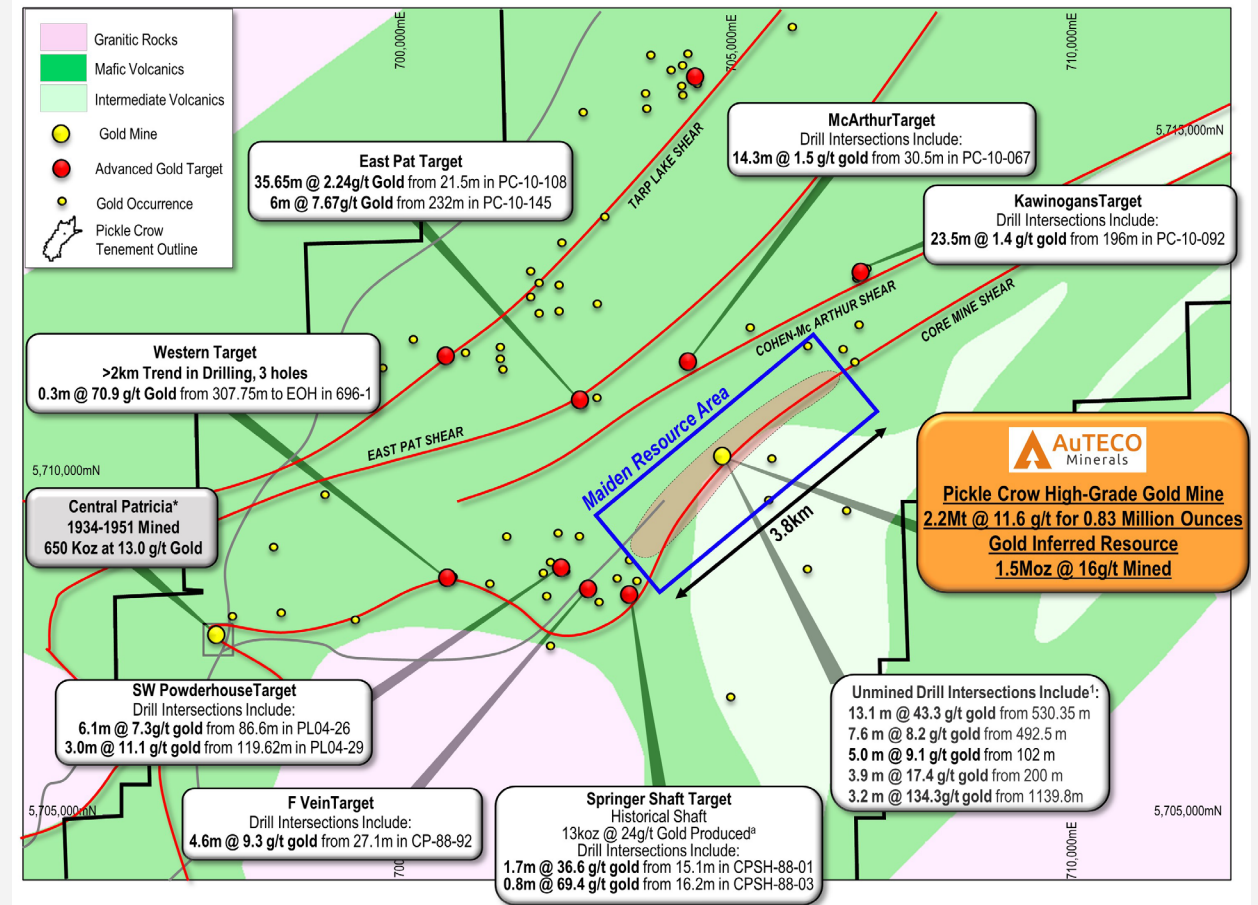 Granitic Rocks
Mafic Volcanics
Intermediate Volcanics
Gold Mine
Advanced Gold Target
Gold Occurrence
Pickle Crow
Tenement Outline
700,000mE
705,000mE
710,000mE
5,715,000mN
TARP LAKE SHEAR
East Pat Target
35.65m @ 2.24g/t Gold from 21.5m in PC-10-108
6m @ 7.67g/t Gold from 232m in PC-10-145
McArthurTarget
Drill Intersections Include:
14.3m @ 1.5 g/t gold from 30.5m in PC-10-067
KawinogansTarget
Drill Intersections Include:
23.5m @ 1.4 g/t gold from 196m in PC-10-092
COHEN-Mc ARTHUR SHEAR
CORE MINE SHEAR
Western Target
>2km Trend in Drilling, 3 holes
0.3m @ 70.9 g/t Gold from 307.75m to EOH in 696-1
EAST PAT SHEAR
Maiden Resource Area
3.8km
5,710,000mN
Central Patricia*
1934-1951 Mined
650 Koz at 13.0 g/t Gold
AuTECO
Minerals
Pickle Crow High-Grade Gold Mine
2.2Mt @ 11.6 g/t for 0.83 Million Ounces
Gold Inferred Resource
1.5Moz @ 16g/t Mined
SW PowderhouseTarget
Drill Intersections Include:
6.1m @ 7.3g/t gold from 86.6m in PL04-26
3.0m @ 11.1 g/t gold from 119.62m in PL04-29
Unmined Drill Intersections Include¹:
13.1 m @ 43.3 g/t gold from 530.35 m
7.6 m @ 8.2 g/t gold from 492.5 m
5.0 m @ 9.1 g/t gold from 102 m
3.9 m @ 17.4 g/t gold from 200 m
3.2 m @ 134.3g/t gold from 1139.8m
5,705,000mN
F VeinTarget
Drill Intersections Include:
4.6m @ 9.3 g/t gold from 27.1m in CP-88-92
Springer Shaft Target
Historical Shaft
13koz @ 24g/t Gold Producedª
Drill Intersections Include:
1.7m @ 36.6 g/t gold from 15.1m in CPSH-88-01
0.8m @ 69.4 g/t gold from 16.2m in CPSH-88-03
5,705,000mN
700
710,000mE